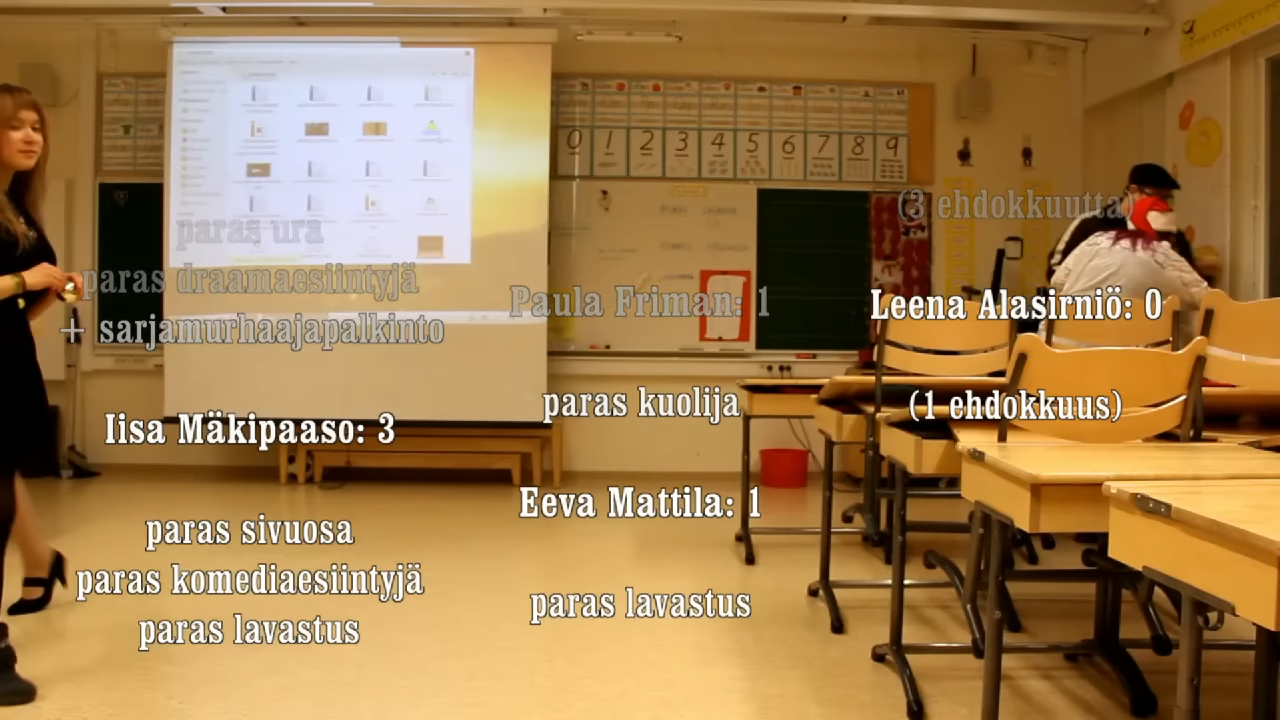 paras ura
paras draamaesiintyjä
+ sarjamurhaajapalkinto
Iisa Mäkipaaso: 3
paras sivuosa
paras komediaesiintyjä
paras lavastus
Paula Friman: 1
paras kuolija
Eeva Mattila: 1
paras lavastus
(3 ehdokkuutta)
Leena Alasirniö: 0
(1 ehdokkuus)
0 1 2 3 4 5 6 7 8 9